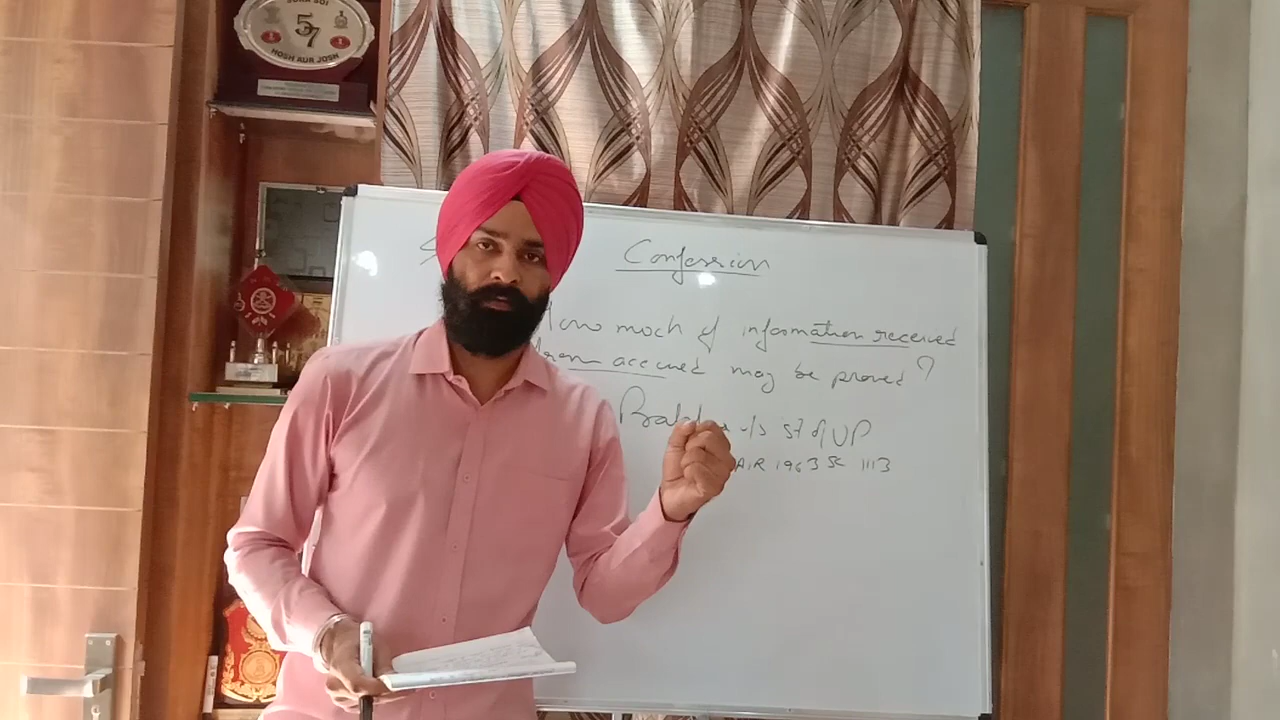 57
HOSH AUR JOSH
Confession
How much of information received
from accused may be proved ?
v/s st of UP
AIR 1963 SC 1113